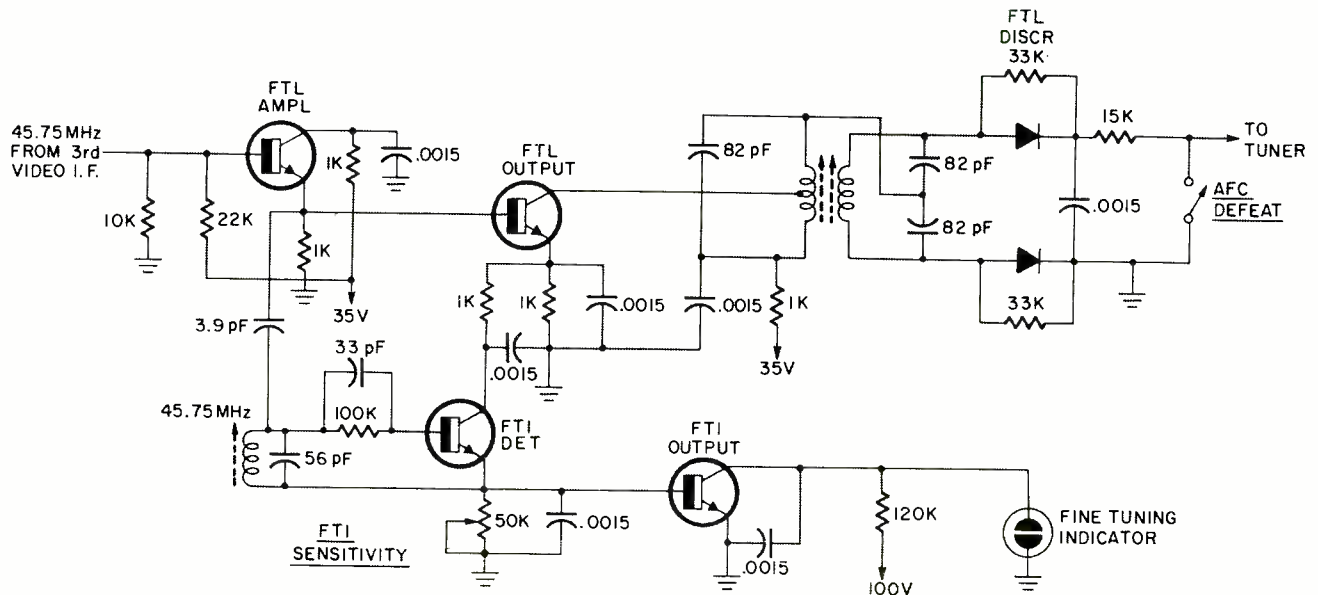 FTL
DISCR
33K
FTL
AMPL
45.75MHz
FROM 3rd
VIDEO I.F.
10K
22K
1K
.0015
1K
35V
FTL
OUTPUT
82 pF
82 pF
82 pF
15K
TO
TUNER
.0015
AFC
DEFEAT
33K
1K
1K
.0015
.0015
.0015
1K
35V
3.9 pF
33 pF
100K
45.75MHz
56 pF
FTI
DET
FTI
OUTPUT
50K
.0015
FTI
SENSITIVITY
.0015
120K
100V
FINE TUNING
INDICATOR